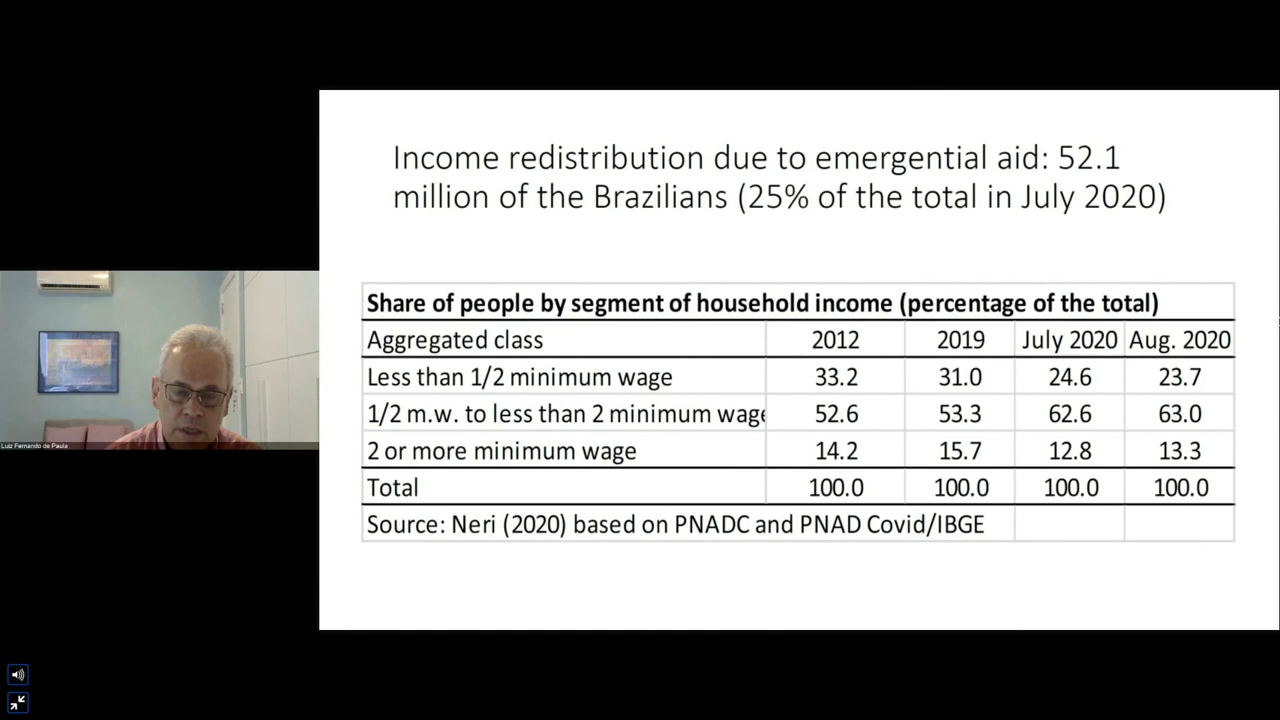 Income redistribution due to emergential aid: 52.1
million of the Brazilians (25% of the total in July 2020)
Share of people by segment of household income (percentage of the total)
Aggregated class 2012 2019 July 2020 Aug. 2020
Less than 1/2 minimum wage 33.2 31.0 24.6 23.7
1/2 m.w. to less than 2 minimum wage 52.6 53.3 62.6 63.0
2 or more minimum wage 14.2 15.7 12.8 13.3
Total 100.0 100.0 100.0 100.0
Source: Neri (2020) based on PNADC and PNAD Covid/IBGE
Luiz Fernando de Paula